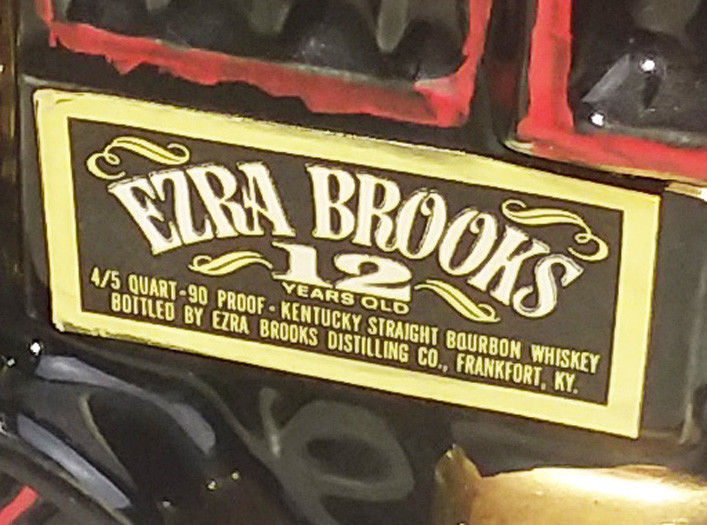 EZRA BROOKS
12
YEARS OLD
4/5 QUART - 90 PROOF - KENTUCKY STRAIGHT BOURBON WHISKEY
BOTTLED BY EZRA BROOKS DISTILLING CO., FRANKFORT, KY.